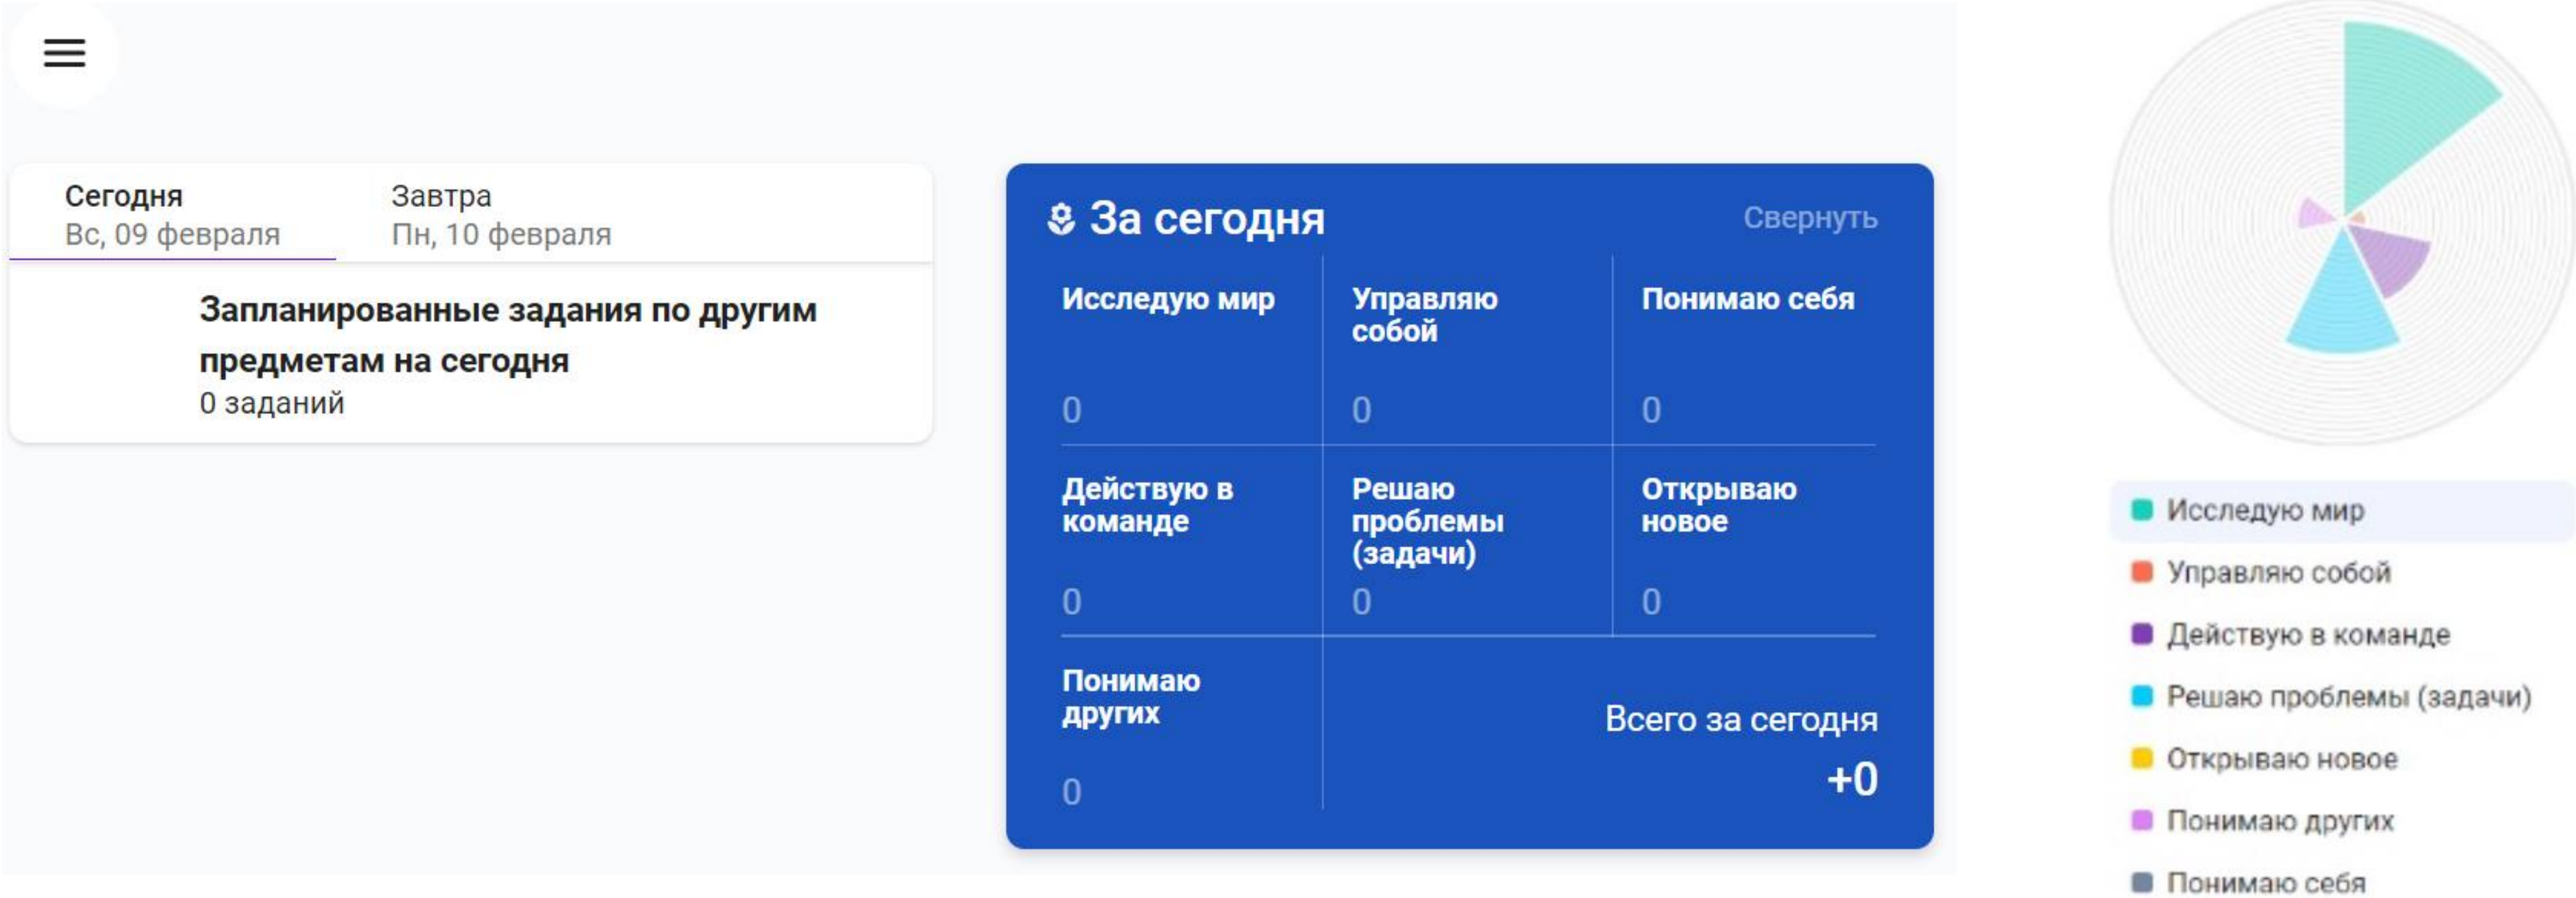 Сегодня
Вс, 09 февраля
Завтра
Пн, 10 февраля
Запланированные задания по другим
предметам на сегодня
0 заданий
За сегодня
Свернуть
Исследую мир
0
Управляю
собой
0
Понимаю себя
0
Действую в
команде
0
Решаю
проблемы
(задачи)
0
Открываю
новое
0
Понимаю
других
0
Всего за сегодня
+0
Исследую мир
Управляю собой
Действую в команде
Решаю проблемы (задачи)
Открываю новое
Понимаю других
Понимаю себя